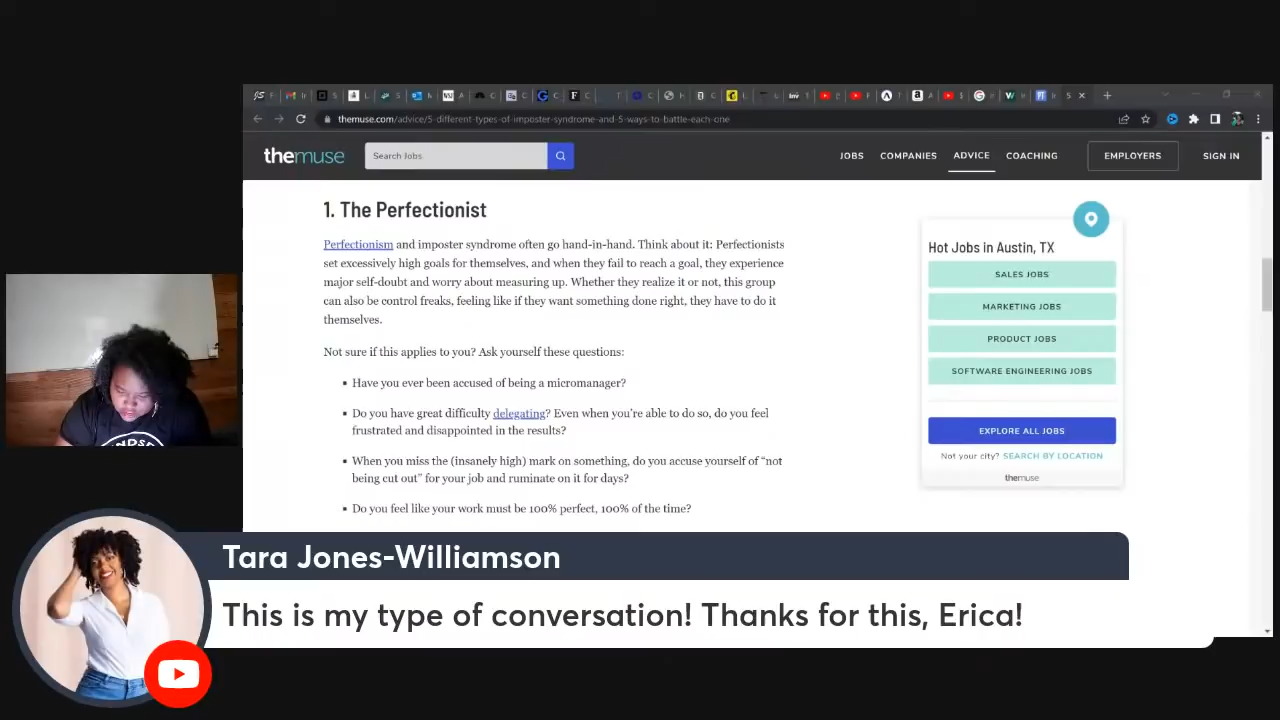 themuse.com/advice/5-different-types-of-imposter-syndrome-and-5-ways-to-battle-each-one
themuse
Search Jobs
JOBS
COMPANIES
ADVICE
COACHING
EMPLOYERS
SIGN IN
1. The Perfectionist
Perfectionism and imposter syndrome often go hand-in-hand. Think about it: Perfectionists
set excessively high goals for themselves, and when they fail to reach a goal, they experience
major self-doubt and worry about measuring up. Whether they realize it or not, this group
can also be control freaks, feeling like if they want something done right, they have to do it
themselves.
Not sure if this applies to you? Ask yourself these questions:
▪ Have you ever been accused of being a micromanager?
▪ Do you have great difficulty delegating? Even when you’re able to do so, do you feel
frustrated and disappointed in the results?
▪ When you miss the (insanely high) mark on something, do you accuse yourself of “not
being cut out” for your job and ruminate on it for days?
▪ Do you feel like your work must be 100% perfect, 100% of the time?
Hot Jobs in Austin, TX
SALES JOBS
MARKETING JOBS
PRODUCT JOBS
SOFTWARE ENGINEERING JOBS
EXPLORE ALL JOBS
Not your city? SEARCH BY LOCATION
themuse
Tara Jones-Williamson
This is my type of conversation! Thanks for this, Erica!